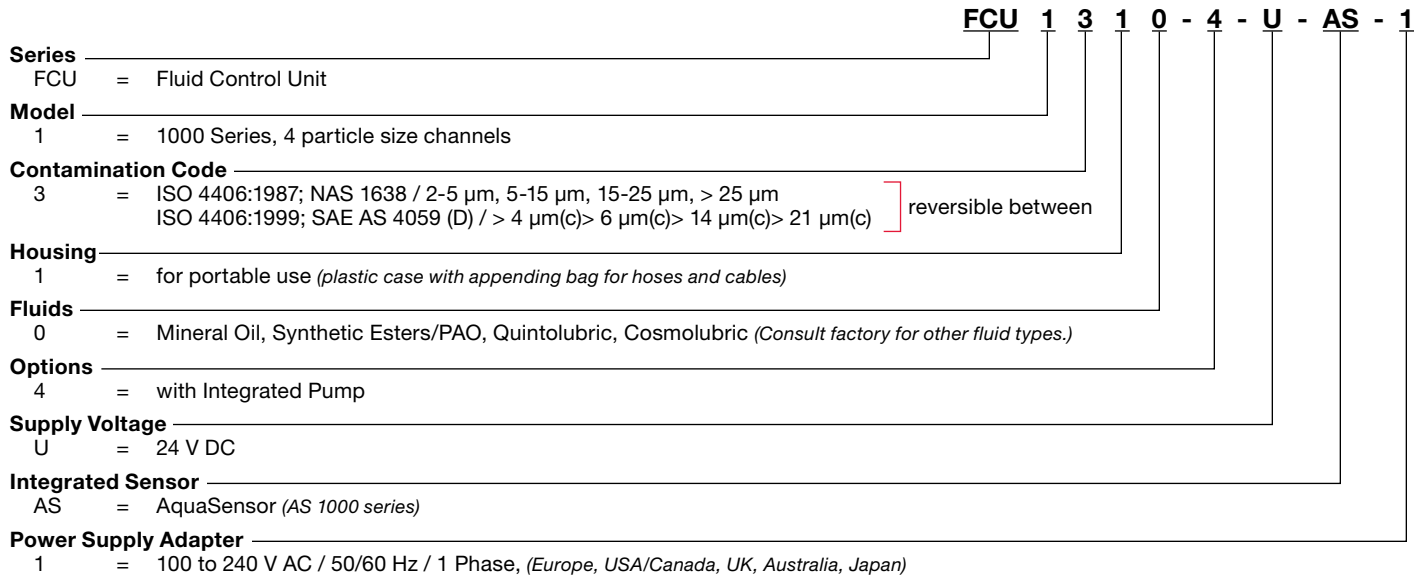 FCU 1 3 1 0 - 4 - U - AS - 1
Series
FCU = Fluid Control Unit
Model
1 = 1000 Series, 4 particle size channels
Contamination Code
3 = ISO 4406:1987; NAS 1638 / 2-5 µm, 5-15 µm, 15-25 µm, > 25 µm
ISO 4406:1999; SAE AS 4059 (D) / > 4 µm(c)> 6 µm(c)> 14 µm(c)> 21 µm(c)
reversible between
Housing
1 = for portable use (plastic case with appending bag for hoses and cables)
Fluids
0 = Mineral Oil, Synthetic Esters/PAO, Quintolubric, Cosmolubric (Consult factory for other fluid types.)
Options
4 = with Integrated Pump
Supply Voltage
U = 24 V DC
Integrated Sensor
AS = AquaSensor (AS 1000 series)
Power Supply Adapter
1 = 100 to 240 V AC / 50/60 Hz / 1 Phase, (Europe, USA/Canada, UK, Australia, Japan)